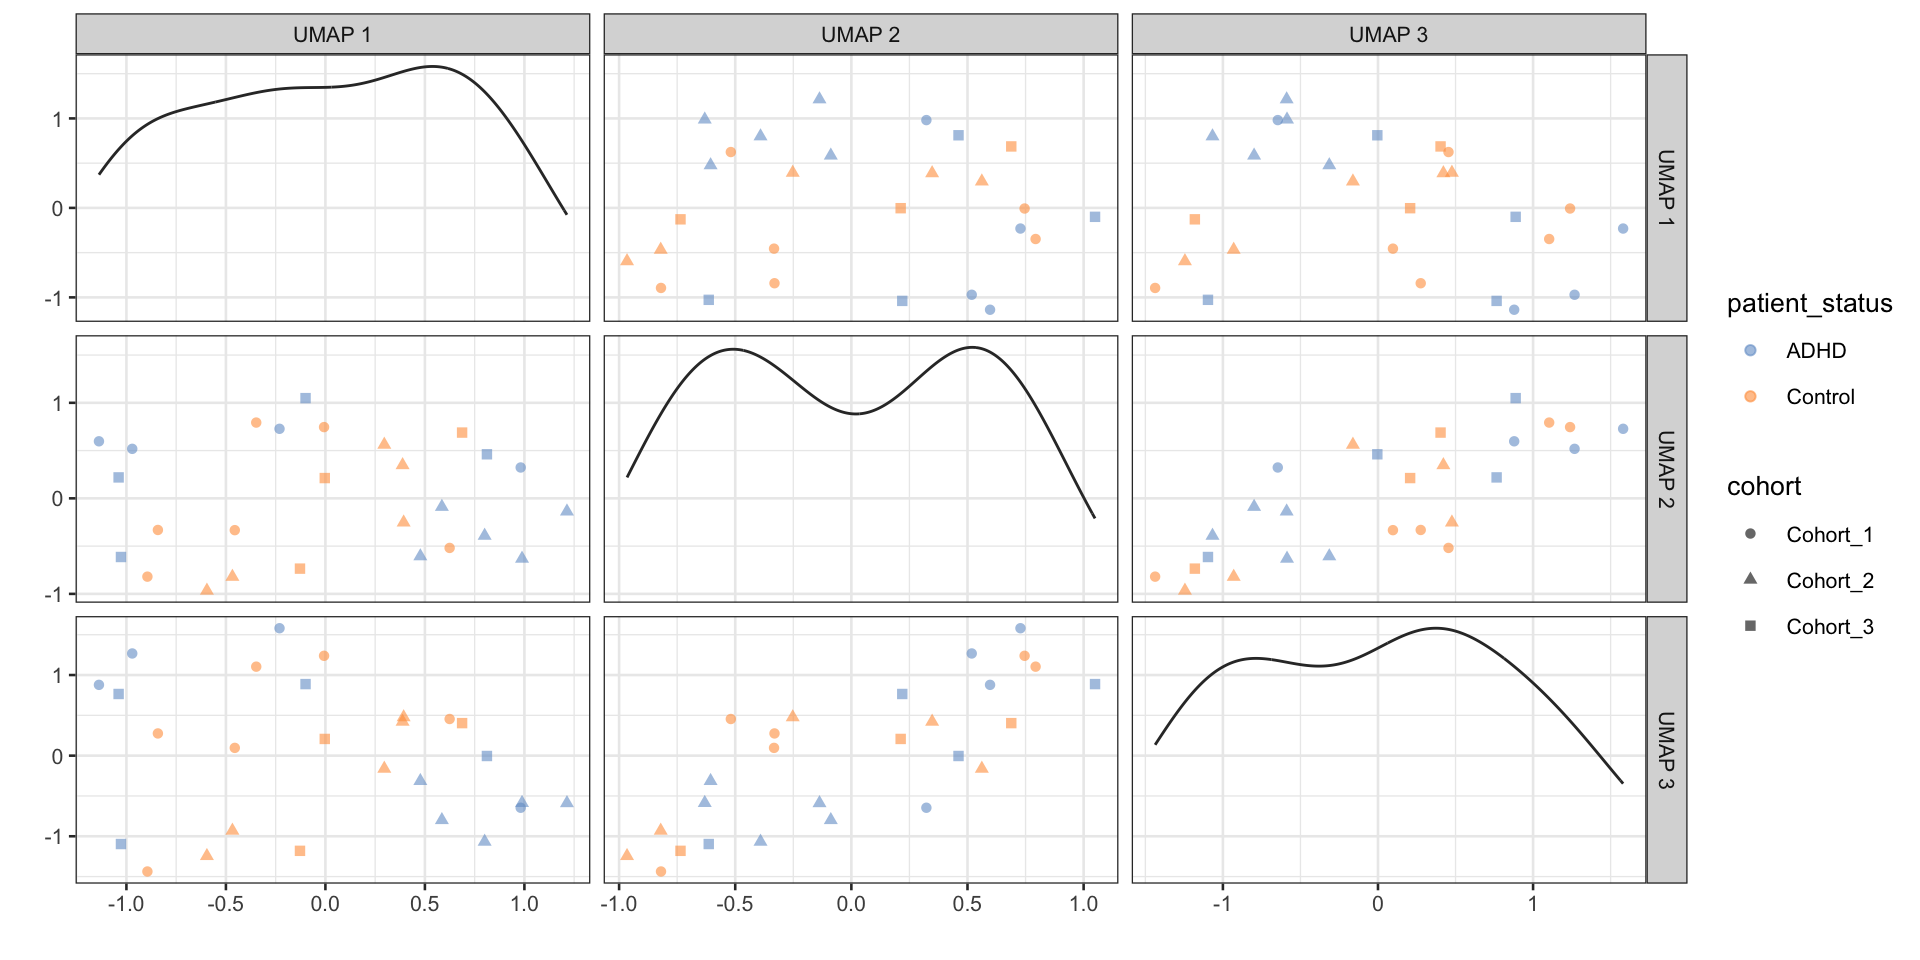 UMAP 1 UMAP 2 UMAP 3
1
0
-1
UMAP 1
1
0
-1
UMAP 2
1
0
-1
UMAP 3
-1.0 -0.5 0.0 0.5 1.0 -1.0 -0.5 0.0 0.5 1.0 -1 0 1
patient_status
ADHD
Control
cohort
Cohort_1
Cohort_2
Cohort_3